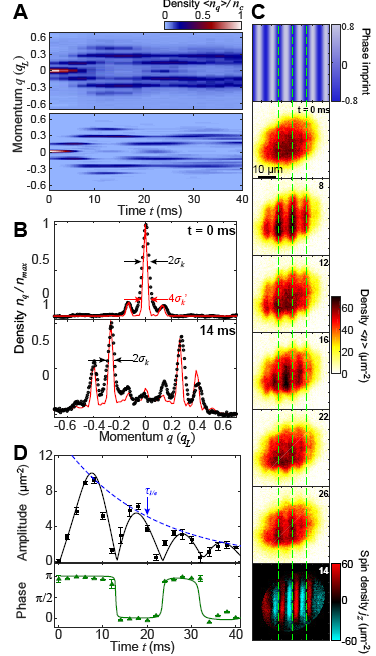 A
Density <n_q>/ n_c
0 1
Momentum q (q_L)
0.6
0.3
0
-0.3
-0.6
0.6
0.3
0
-0.3
-0.6
0 10 20 30 40
Time t (ms)
B
Density n_q / n_max
1
0.5
0
t = 0 ms
2σ_k
4σ_k'
1
0.5
0
14 ms
2σ_k
-0.6 -0.4 -0.2 0.0 0.2 0.4 0.6
Momentum q (q_L)
D
Amplitude (μm⁻²)
12
8
4
0
τ_1/e
Phase
π
π/2
0
0 10 20 30 40
Time t (ms)
C
0.8
Phase imprint
-0.8
t = 0 ms
10 μm
8
12
16
22
26
14
Density <n> (μm⁻²)
60
40
20
0
Spin density j_z (μm⁻²)
60
0
-60